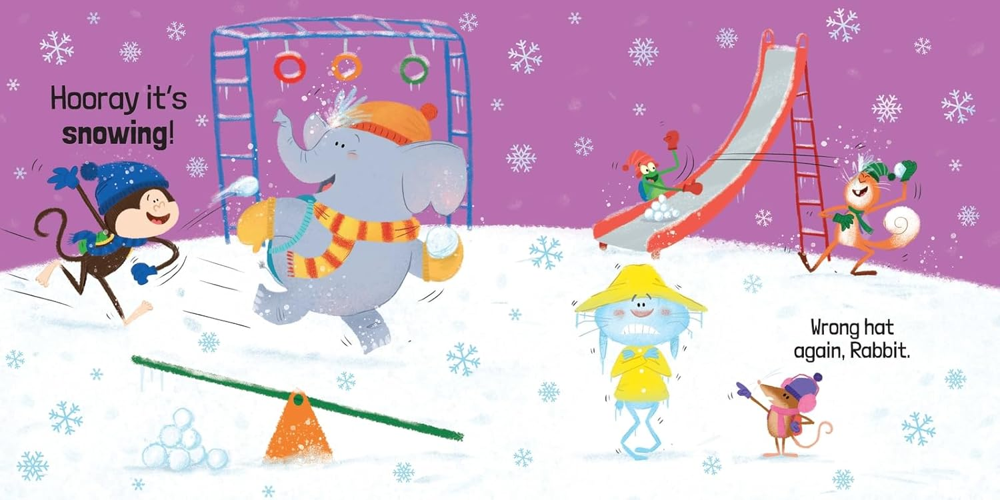 Hooray it's
snowing!
Wrong hat
again, Rabbit.